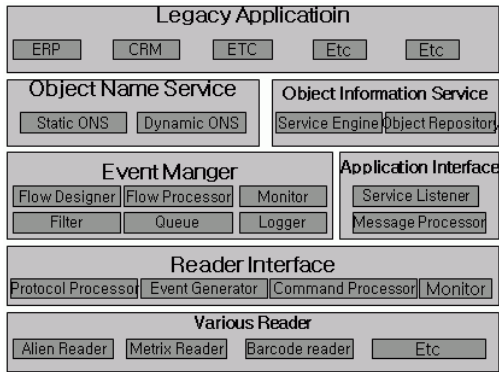 Legacy Applicatioin
ERP CRM ETC Etc Etc
Object Name Service
Static ONS Dynamic ONS
Object Information Service
Service Engine Object Repository
Event Manger
Flow Designer Flow Processor Monitor
Filter Queue Logger
Application Interface
Service Listener
Message Processor
Reader Interface
Protocol Processor Event Generator Command Processor Monitor
Various Reader
Alien Reader Metrix Reader Barcode reader Etc